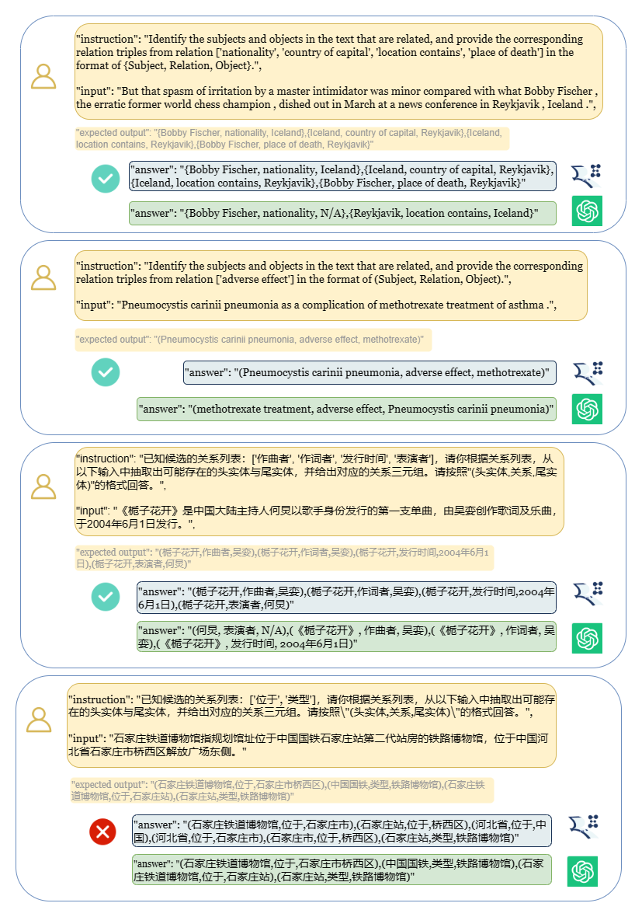 "instruction": "Identify the subjects and objects in the text that are related, and provide the corresponding
relation triples from relation ['nationality', 'country of capital', 'location contains', 'place of death'] in the
format of {Subject, Relation, Object}.",
"input": "But that spasm of irritation by a master intimidator was minor compared with what Bobby Fischer ,
the erratic former world chess champion , dished out in March at a news conference in Reykjavik , Iceland .",
"expected output": "{Bobby Fischer, nationality, Iceland},{Iceland, country of capital, Reykjavik},{Iceland,
location contains, Reykjavik},{Bobby Fischer, place of death, Reykjavik}"
"answer": "{Bobby Fischer, nationality, Iceland},{Iceland, country of capital, Reykjavik},
{Iceland, location contains, Reykjavik},{Bobby Fischer, place of death, Reykjavik}"
"answer": "{Bobby Fischer, nationality, N/A},{Reykjavik, location contains, Iceland}"
"instruction": "Identify the subjects and objects in the text that are related, and provide the corresponding
relation triples from relation ['adverse effect'] in the format of (Subject, Relation, Object).",
"input": "Pneumocystis carinii pneumonia as a complication of methotrexate treatment of asthma .",
"expected output": "(Pneumocystis carinii pneumonia, adverse effect, methotrexate)"
"answer": "(Pneumocystis carinii pneumonia, adverse effect, methotrexate)"
"answer": "(methotrexate treatment, adverse effect, Pneumocystis carinii pneumonia)"
"instruction": "已知候选的关系列表：['作曲者', '作词者', '发行时间', '表演者']，请你根据关系列表，从
以下输入中抽取出可能存在的头实体与尾实体，并给出对应的关系三元组。请按照"(头实体,关系,尾实
体)"的格式回答。",
"input": "《栀子花开》是中国大陆主持人何炅以歌手身份发行的第一支单曲，由吴娈创作歌词及乐曲，
于2004年6月1日发行。",
"expected output": "(栀子花开,作曲者,吴娈),(栀子花开,作词者,吴娈),(栀子花开,发行时间,2004年6月1
日),(栀子花开,表演者,何炅)"
"answer": "(栀子花开,作曲者,吴娈),(栀子花开,作词者,吴娈),(栀子花开,发行时间,2004年
6月1日),(栀子花开,表演者,何炅)"
"answer": "(何炅, 表演者, N/A),(《栀子花开》, 作曲者, 吴娈),(《栀子花开》, 作词者, 吴
娈),(《栀子花开》, 发行时间, 2004年6月1日)"
"instruction": "已知候选的关系列表：['位于', '类型']，请你根据关系列表，从以下输入中抽取出可能存
在的头实体与尾实体，并给出对应的关系三元组。请按照\"(头实体,关系,尾实体)\"的格式回答。",
"input": "石家庄铁道博物馆指规划馆址位于中国国铁石家庄站第二代站房的铁路博物馆，位于中国河
北省石家庄市桥西区解放广场东侧。"
"expected output": "(石家庄铁道博物馆,位于,石家庄市桥西区),(中国国铁,类型,铁路博物馆),(石家庄铁
道博物馆,位于,石家庄站),(石家庄站,类型,铁路博物馆)"
"answer": "(石家庄铁道博物馆,位于,石家庄市),(石家庄站,位于,桥西区),(河北省,位于,中
国),(河北省,位于,石家庄市),(石家庄市,位于,桥西区),(石家庄站,类型,铁路博物馆)"
"answer": "(石家庄铁道博物馆,位于,石家庄市桥西区),(中国国铁,类型,铁路博物馆),(石家
庄铁道博物馆,位于,石家庄站),(石家庄站,类型,铁路博物馆)"